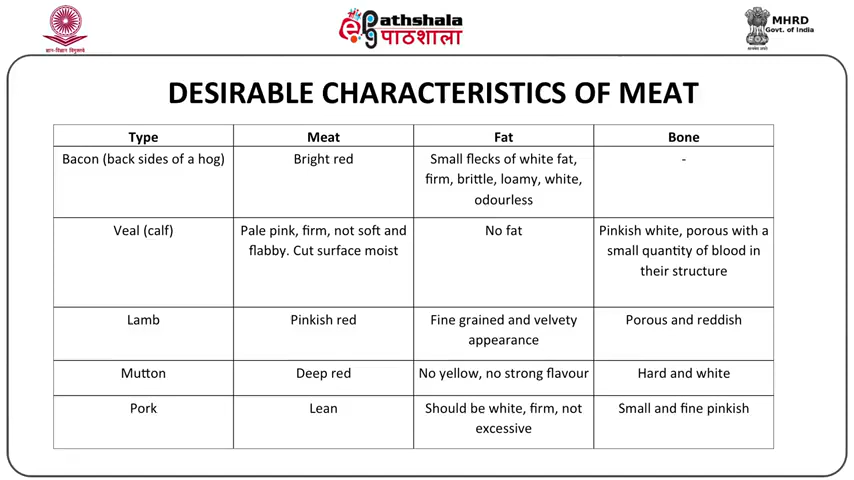 ज्ञान-विज्ञान विमुक्तये
ePathshala
पाठशाला
MHRD
Govt. of India
DESIRABLE CHARACTERISTICS OF MEAT
Type Meat Fat Bone
Bacon (back sides of a hog) Bright red Small flecks of white fat, -
firm, brittle, loamy, white,
odourless
Veal (calf) Pale pink, firm, not soft and No fat Pinkish white, porous with a
flabby. Cut surface moist small quantity of blood in
their structure
Lamb Pinkish red Fine grained and velvety Porous and reddish
appearance
Mutton Deep red No yellow, no strong flavour Hard and white
Pork Lean Should be white, firm, not Small and fine pinkish
excessive